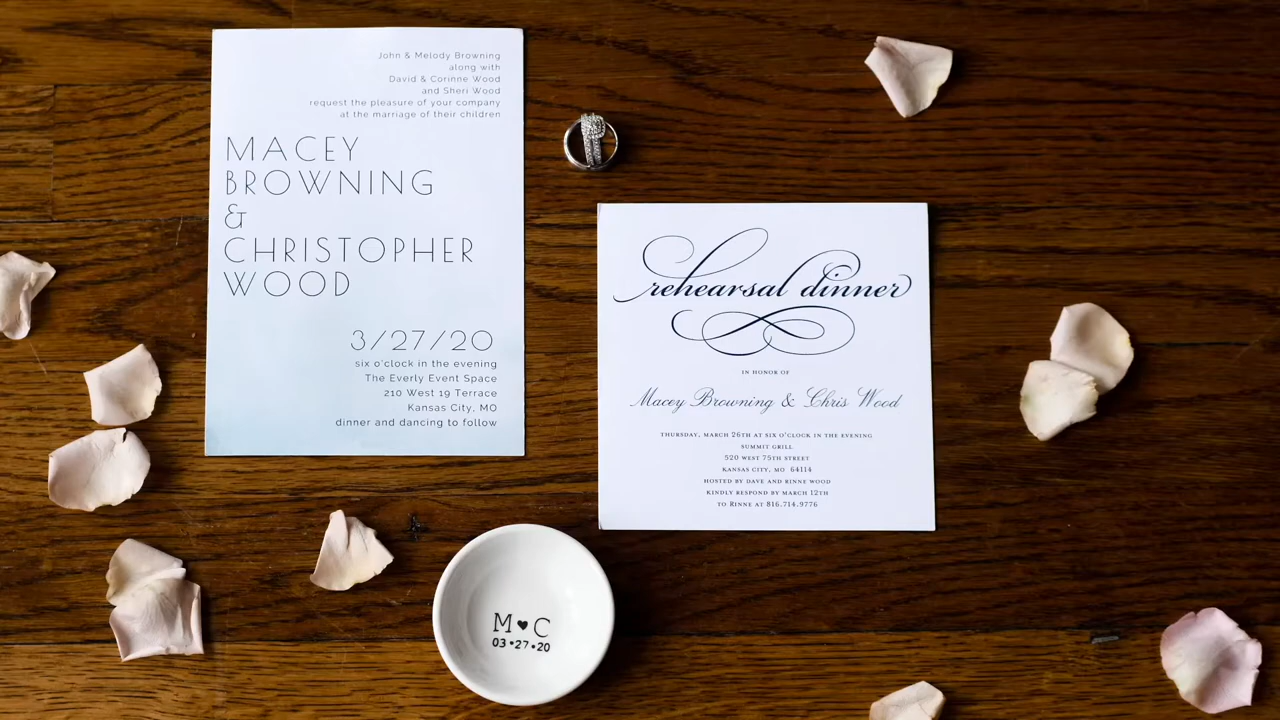 John & Melody Browning
along with
David & Corinne Wood
and Sheri Wood
request the pleasure of your company
at the marriage of their children
MACEY
BROWNING
&
CHRISTOPHER
WOOD
3/27/20
six o'clock in the evening
The Everly Event Space
210 West 19 Terrace
Kansas City, MO
dinner and dancing to follow
rehearsal dinner
IN HONOR OF
Macey Browning & Chris Wood
THURSDAY, MARCH 26TH AT SIX O'CLOCK IN THE EVENING
SUMMIT GRILL
520 WEST 75TH STREET
KANSAS CITY, MO 64114
HOSTED BY DAVE AND RINNE WOOD
KINDLY RESPOND BY MARCH 12TH
TO RINNE AT 816.714.9776
M♥C
03•27•20